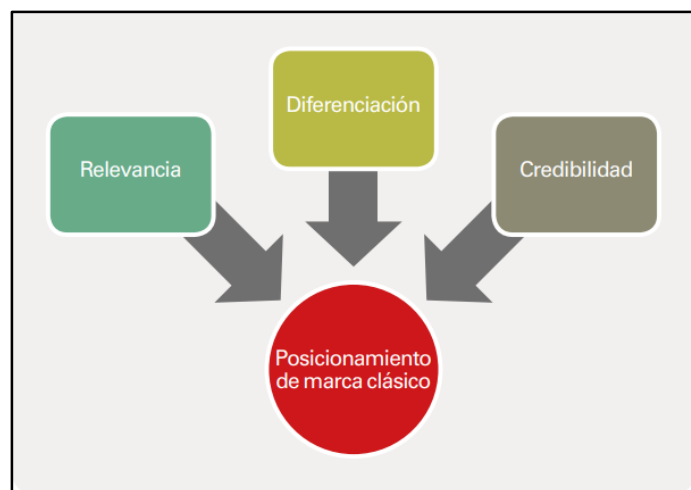 Diferenciación
Relevancia
Credibilidad
Posicionamiento
de marca clásico